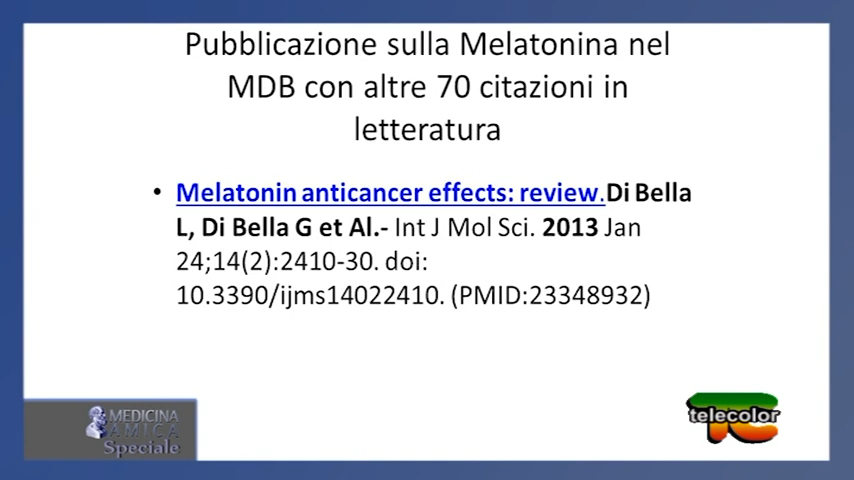 Pubblicazione sulla Melatonina nel
MDB con altre 70 citazioni in
letteratura
• Melatonin anticancer effects: review.Di Bella
L, Di Bella G et Al.- Int J Mol Sci. 2013 Jan
24;14(2):2410-30. doi:
10.3390/ijms14022410. (PMID:23348932)
MEDICINA
AMICA
Speciale
telecolor